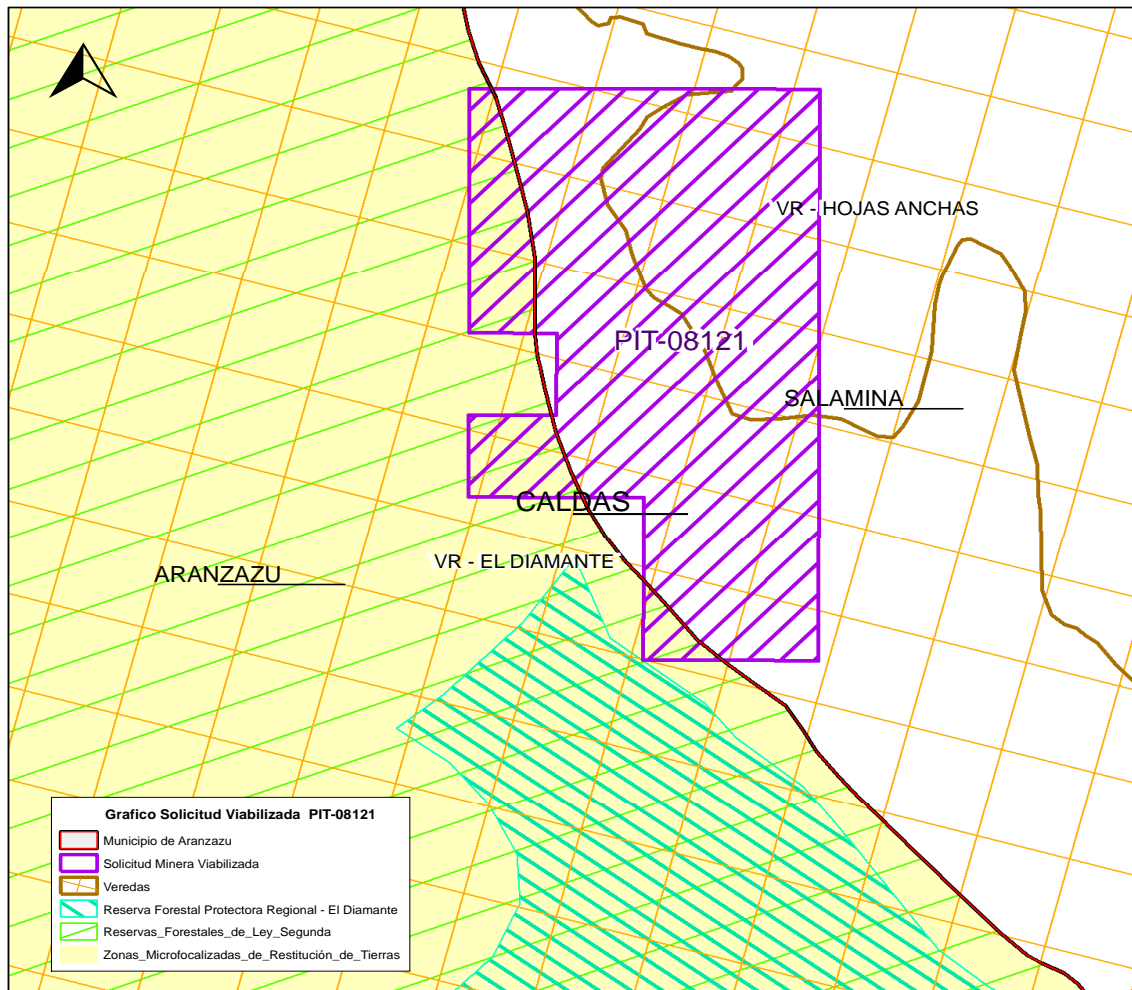 VR - HOJAS ANCHAS
PIT-08121
SALAMINA
CALDAS
VR - EL DIAMANTE
ARANZAZU
Grafico Solicitud Viabilizada PIT-08121
Municipio de Aranzazu
Solicitud Minera Viabilizada
Veredas
Reserva Forestal Protectora Regional - El Diamante
Reservas_Forestales_de_Ley_Segunda
Zonas_Microfocalizadas_de_Restitución_de_Tierras